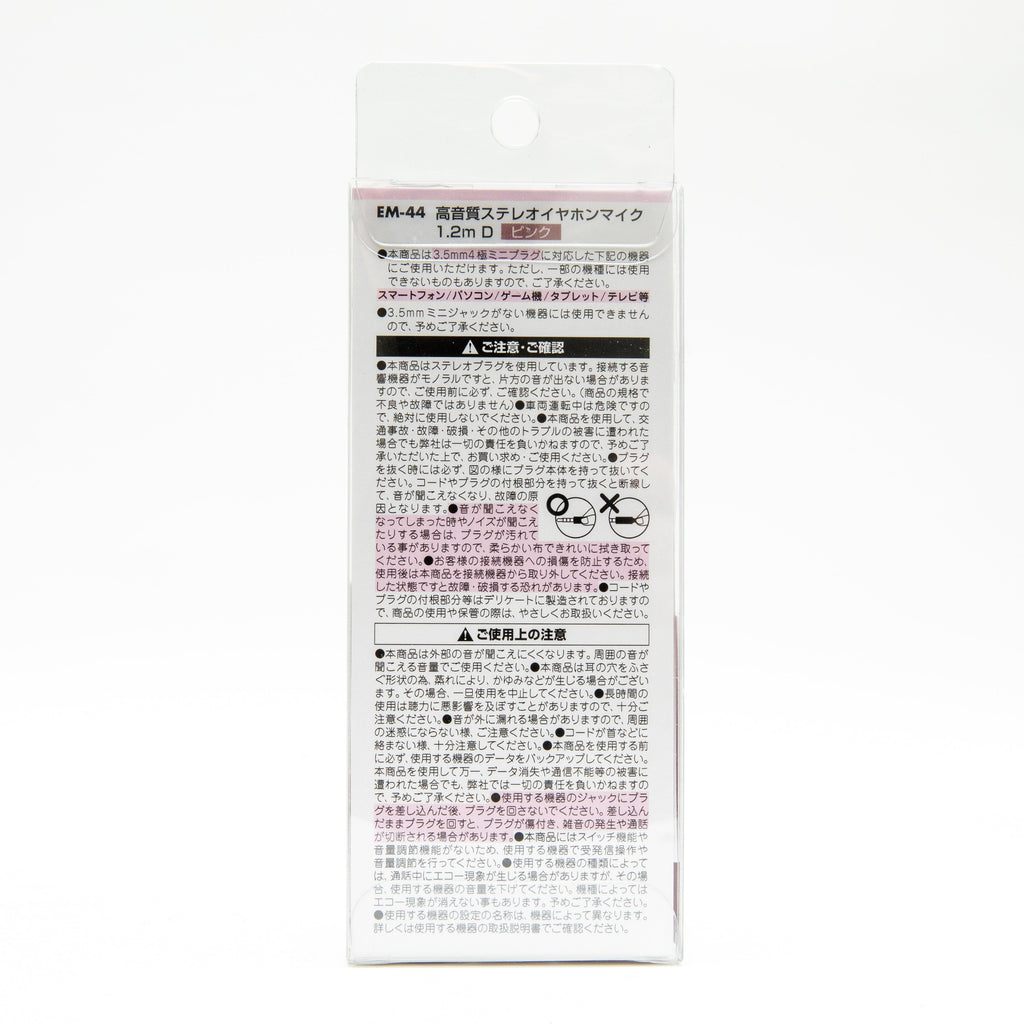 EM-44 高音質ステレオイヤホンマイク
1.2m D ピンク
●本商品は3.5mm4極ミニプラグに対応した下記の機器
にご使用いただけます。ただし、一部の機種には使用
できないものもありますので、ご了承ください。
スマートフォン/パソコン/ゲーム機/タブレット/テレビ等
●3.5mmミニジャックがない機器には使用できません
ので、予めご了承ください。
ご注意・ご確認
●本商品はステレオプラグを使用しています。接続する音
響機器がモノラルですと、片方の音が出ない場合がありま
すので、ご使用前に必ず、ご確認ください。(商品の規格で
不良や故障ではありません)●車両運転中は危険ですの
で、絶対に使用しないでください。●本商品を使用して、交
通事故・故障・破損・その他のトラブルの被害に遭われた
場合でも弊社は一切の責任を負いかねますので、予めご了
承いただいた上で、お買い求め・ご使用ください。●プラグ
を抜く時には必ず、図の様にプラグ本体を持って抜いてく
ださい。コードやプラグの付根部分を持って抜くと断線し
て、音が聞こえなくなり、故障の原
因となります。●音が聞こえなく
なってしまった時やノイズが聞こえ
たりする場合は、プラグが汚れて
いる事がありますので、柔らかい布できれいに拭き取って
ください。●お客様の接続機器への損傷を防止するため、
使用後は本商品を接続機器から取り外してください。接続
した状態ですと故障・破損する恐れがあります。●コードや
プラグの付根部分等はデリケートに製造されておりますの
で、商品の使用や保管の際は、やさしくお取扱いください。
ご使用上の注意
●本商品は外部の音が聞こえにくくなります。周囲の音が
聞こえる音量でご使用ください。●本商品は耳の穴をふさ
ぐ形状の為、蒸れにより、かゆみなどが生じる場合がござい
ます。その場合、一旦使用を中止してください。●長時間の
使用は聴力に悪影響を及ぼすことがありますので、十分ご
注意ください。●音が外に漏れる場合がありますので、周囲
の迷惑にならない様、ご注意ください。●コードが首などに
絡まない様、十分注意してください。●本商品を使用する前
に必ず、使用する機器のデータをバックアップしてください。
本商品を使用して万一、データ消失や通信不能等の被害に
遭われた場合でも、弊社では一切の責任を負いかねますの
で、予めご了承ください。●使用する機器のジャックにプラ
グを差し込んだ後、プラグを回さないでください。差し込ん
だままプラグを回すと、プラグが傷付き、雑音の発生や通話
が切断される場合があります。●本商品にはスイッチ機能や
音量調節機能がないため、使用する機器で受発信操作や
音量調節を行ってください。●使用する機器の種類によって
は、通話中にエコー現象が生じる場合がありますが、その場
合、使用する機器の音量を下げてください。機種によっては
エコー現象が消えない事もあります。予めご了承ください。
●使用する機器の設定の名称は、機器によって異なります。
詳しくは使用する機器の取扱説明書でご確認ください。